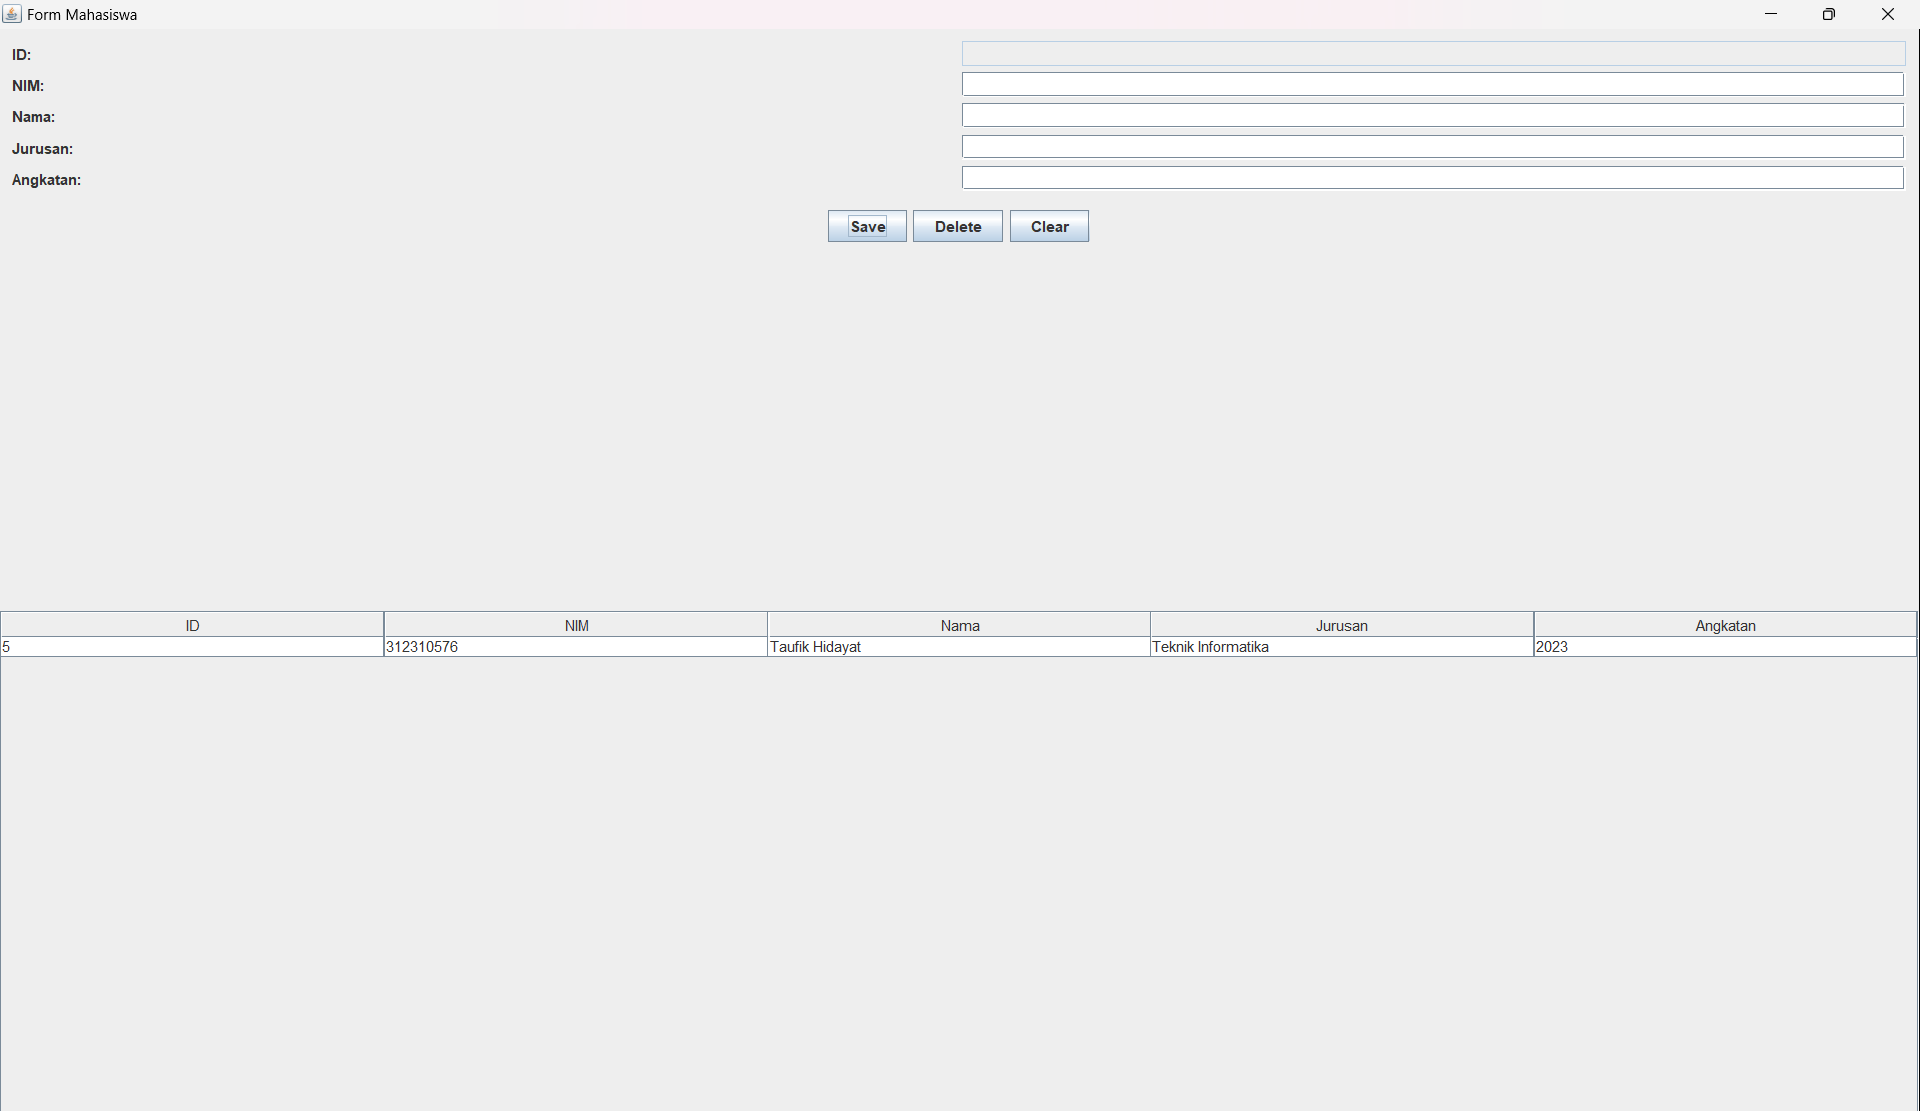 Form Mahasiswa
ID:
NIM:
Nama:
Jurusan:
Angkatan:
Save Delete Clear
ID NIM Nama Jurusan Angkatan
5 312310576 Taufik Hidayat Teknik Informatika 2023